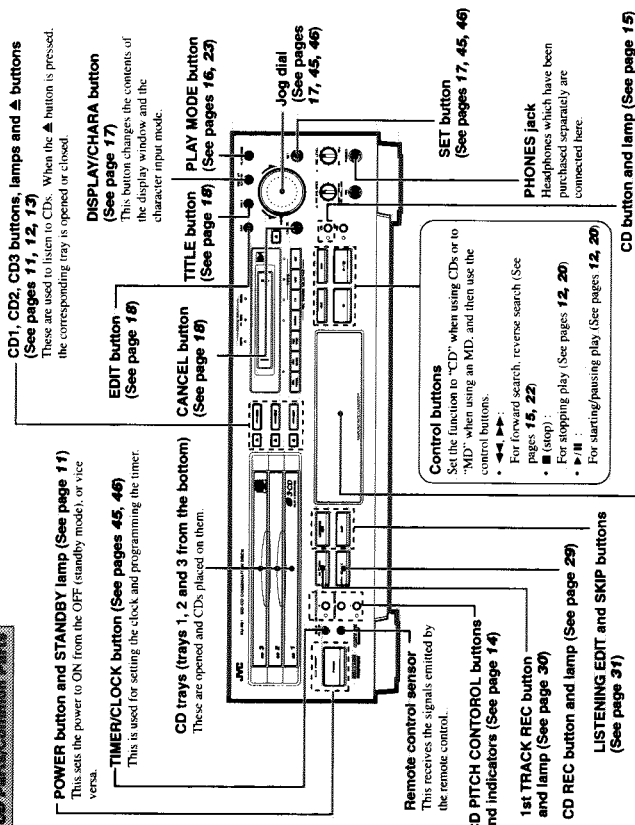 CD Parts/Common Parts
POWER button and STANDBY lamp (See page 11)
This sets the power to ON from the OFF (standby mode), or vice
versa.
TIMER/CLOCK button (See pages 45, 46)
This is used for setting the clock and programming the timer.
CD trays (trays 1, 2 and 3 from the bottom)
These are opened and CDs placed on them.
CD1, CD2, CD3 buttons, lamps and ≜ buttons
(See pages 11, 12, 13)
These are used to listen to CDs. When the ≜ button is pressed,
the corresponding tray is opened or closed.
EDIT button
(See page 18)
CANCEL button
(See page 18)
DISPLAY/CHARA button
(See page 17)
This button changes the contents of
the display window and the
character input mode.
TITLE button
(See page 18)
PLAY MODE button
(See pages 16, 23)
Jog dial
(See pages
17, 45, 46)
SET button
(See pages 17, 45, 46)
PHONES jack
Headphones which have been
purchased separately are
connected here.
CD button and lamp (See page 15)
Control buttons
Set the function to "CD" when using CDs or to
"MD" when using an MD, and then use the
control buttons.
• ◀◀, ▶▶ :
For forward search, reverse search (See
pages 15, 22)
• ■ (stop) :
For stopping play (See pages 12, 20)
• ▶/❙❙ :
For starting/pausing play (See pages 12, 20)
Remote control sensor
This receives the signals emitted by
the remote control.
CD PITCH CONTOROL buttons
and indicators (See page 14)
1st TRACK REC button
and lamp (See page 30)
CD REC button and lamp (See page 29)
LISTENING EDIT and SKIP buttons
(See page 31)
JVC
3-CD